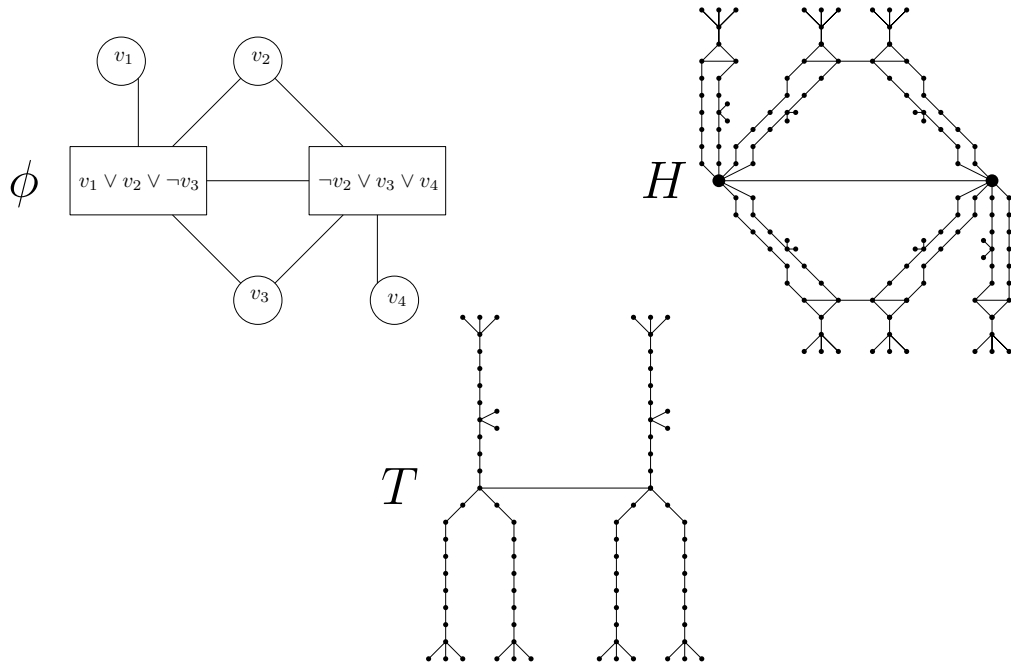 v₁ v₂
ϕ v₁ ∨ v₂ ∨ ¬v₃ ¬v₂ ∨ v₃ ∨ v₄ H
v₃ v₄
T